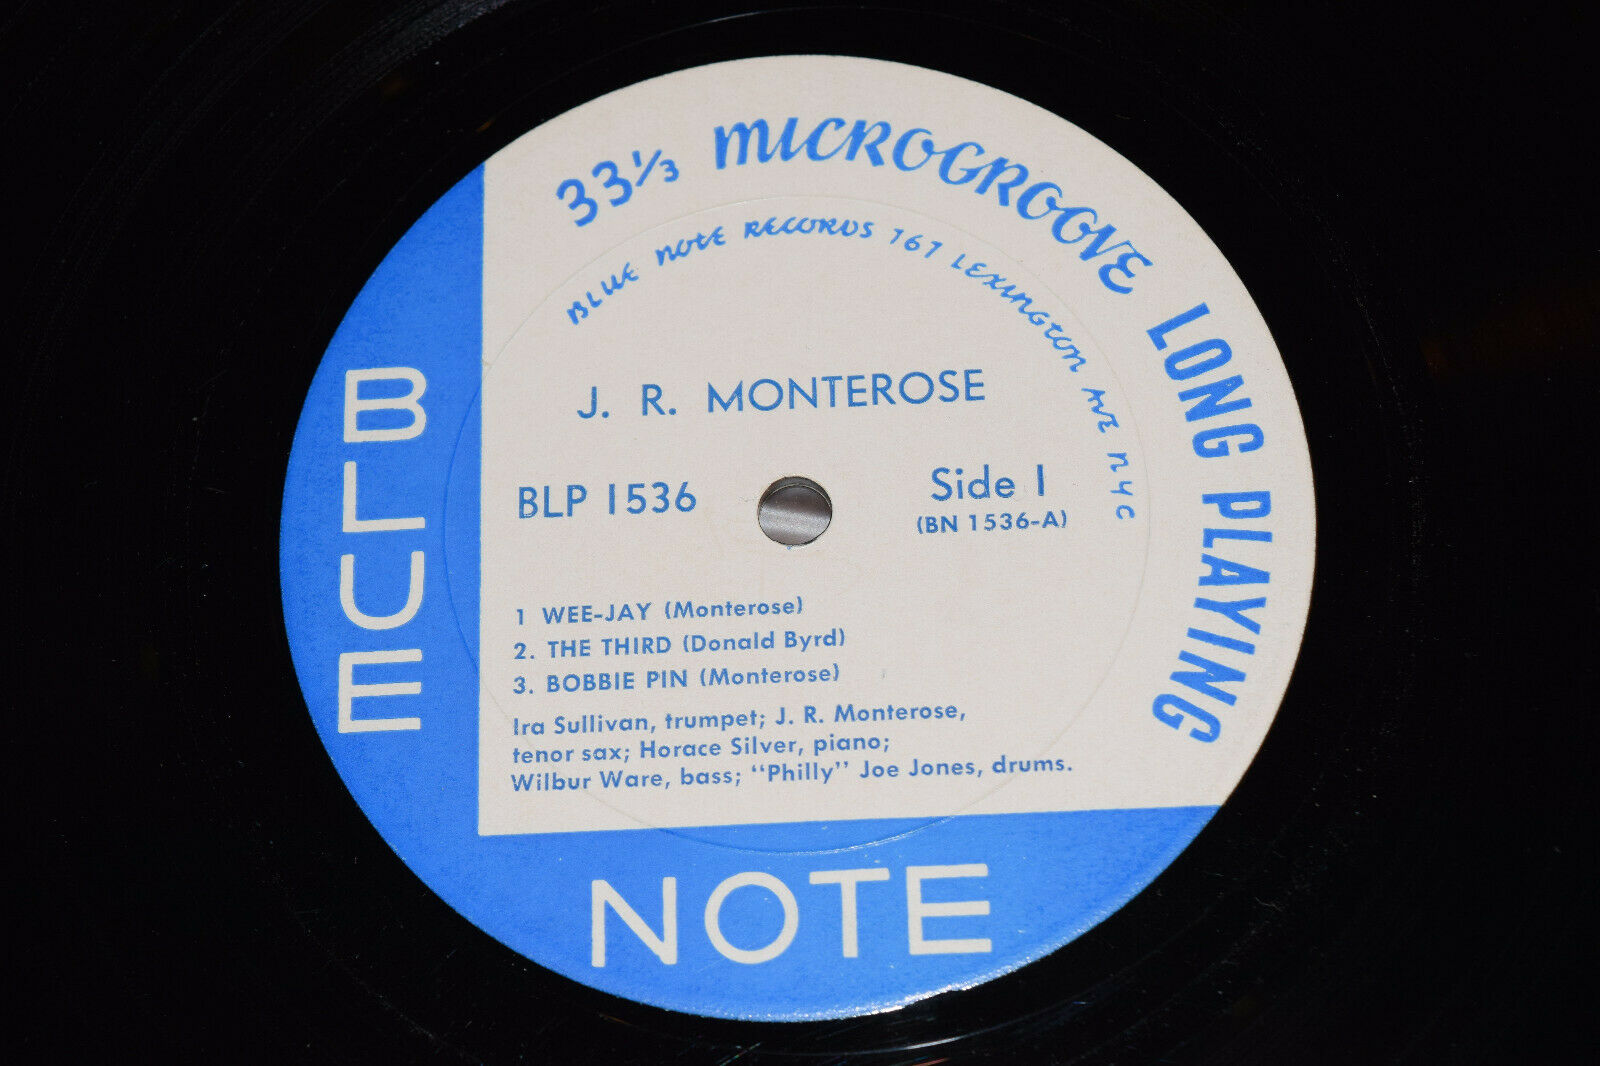 33⅓ MICROGROOVE LONG PLAYING
BLUE NOTE RECORDS 767 LEXINGTON AVE NYC
J. R. MONTEROSE
BLP 1536
Side 1
(BN 1536-A)
1 WEE-JAY (Monterose)
2. THE THIRD (Donald Byrd)
3. BOBBIE PIN (Monterose)
Ira Sullivan, trumpet; J. R. Monterose,
tenor sax; Horace Silver, piano;
Wilbur Ware, bass; "Philly" Joe Jones, drums.
BLUE
NOTE